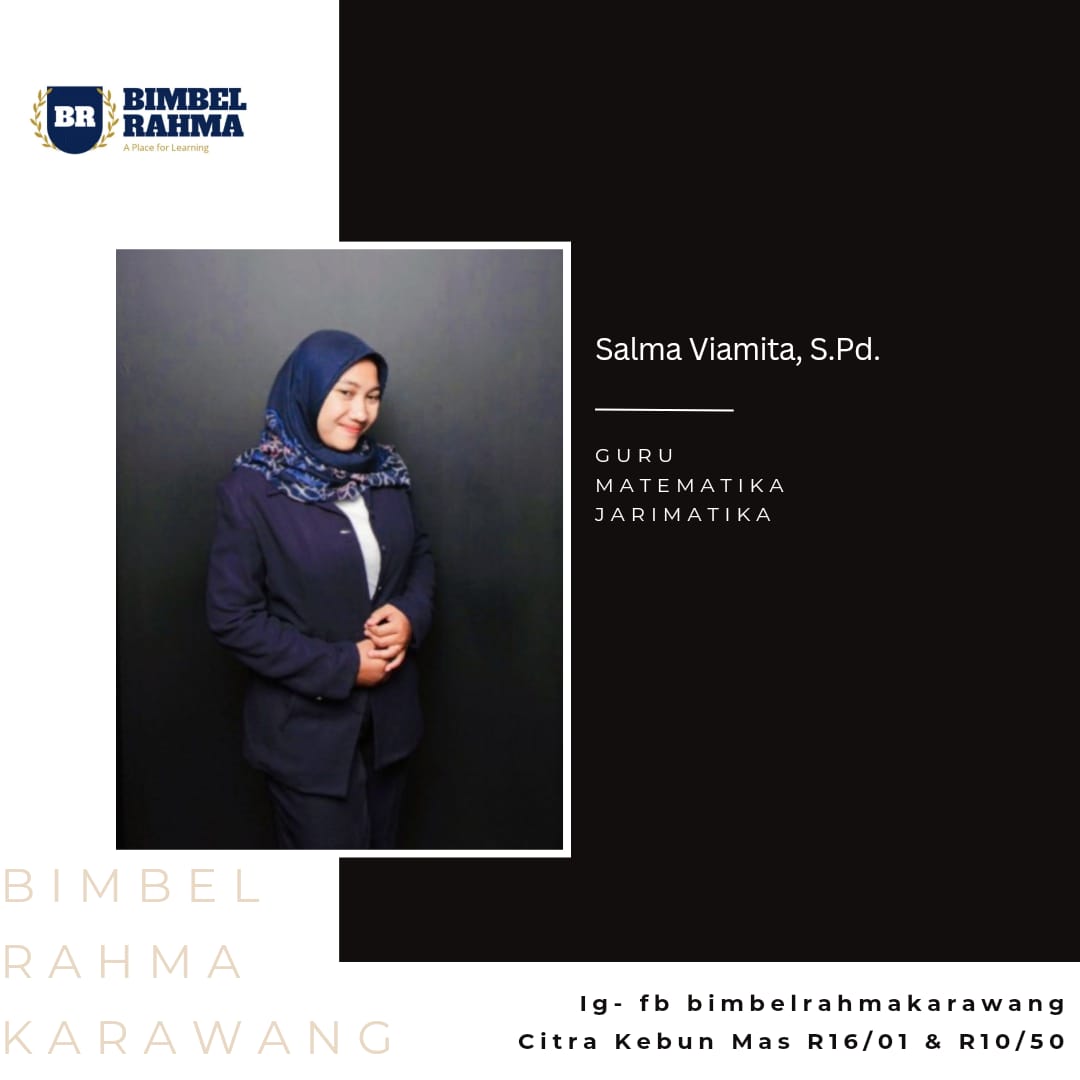 BR
BIMBEL
RAHMA
A Place for Learning
Salma Viamita, S.Pd.
GURU
MATEMATIKA
JARIMATIKA
BIMBEL
RAHMA
KARAWANG
Ig- fb bimbelrahmakarawang
Citra Kebun Mas R16/01 & R10/50